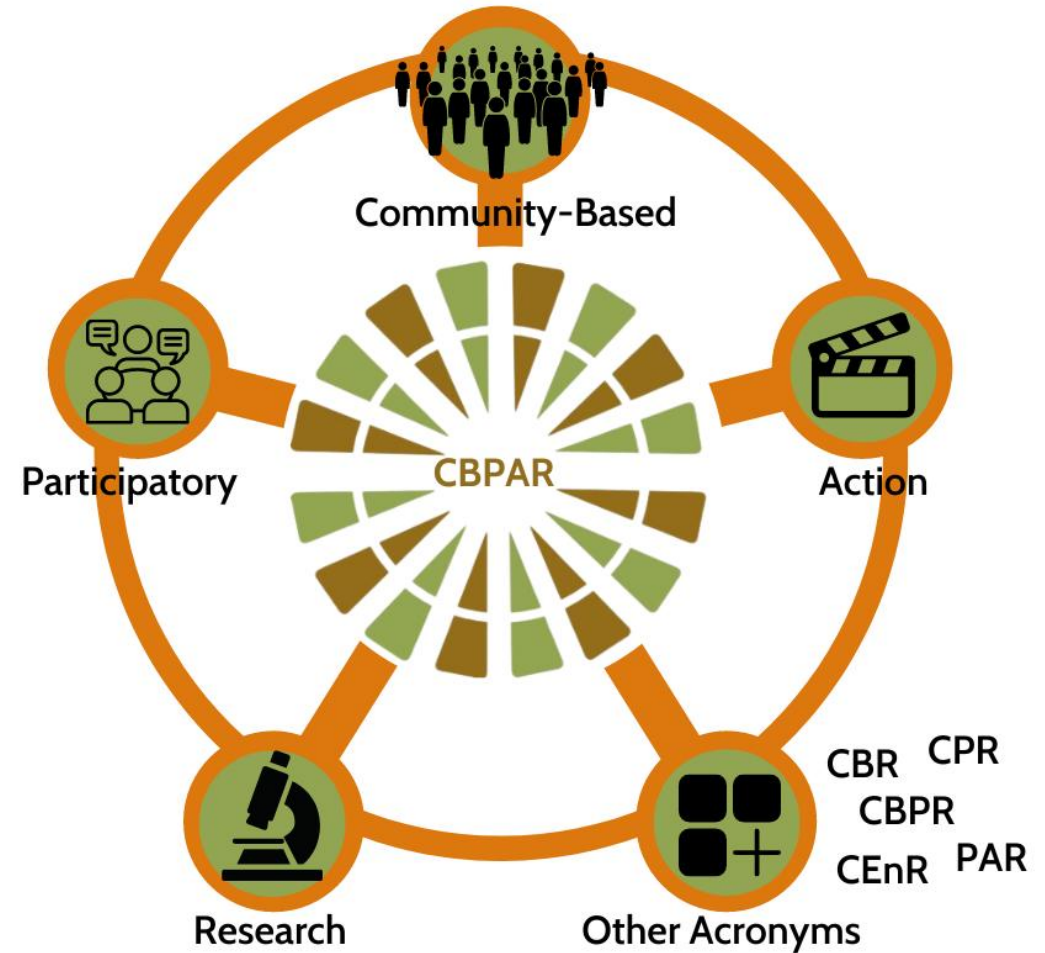 Community-Based
Participatory
CBPAR
Action
CBR
CPR
CBPR
CEnR
PAR
Research
Other Acronyms